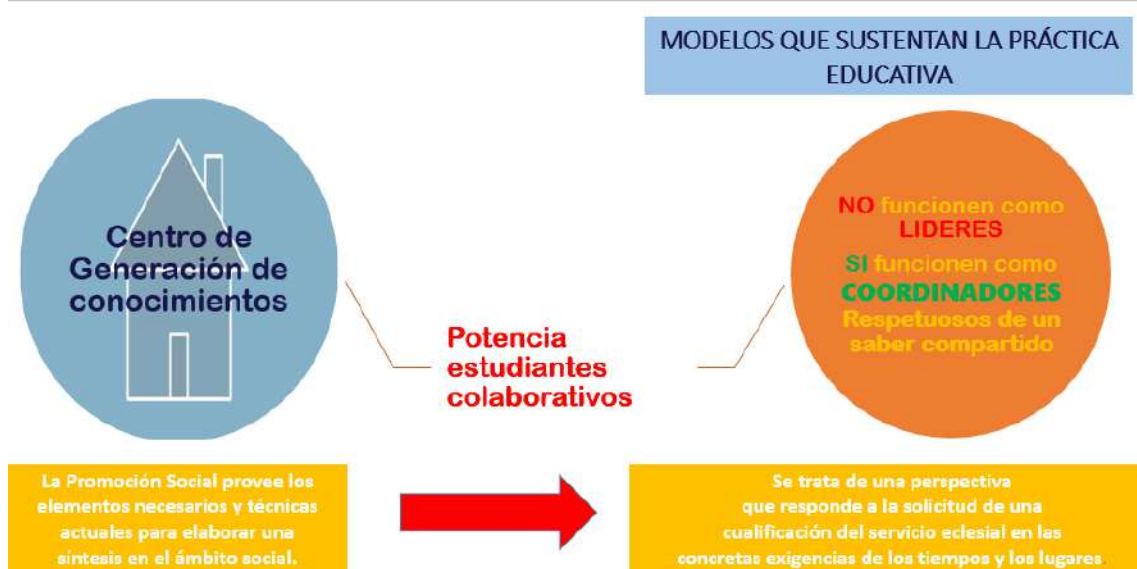 MODELOS QUE SUSTENTAN LA PRÁCTICA
EDUCATIVA
Centro de
Generación de
conocimientos
NO funcionen como
LIDERES
SI funcionen como
COORDINADORES
Respetuosos de un
saber compartido
Potencia
estudiantes
colaborativos
La Promoción Social provee los
elementos necesarios y técnicas
actuales para elaborar una
síntesis en el ámbito social.
Se trata de una perspectiva
que responde a la solicitud de una
cualificación del servicio eclesial en las
concretas exigencias de los tiempos y los lugares.